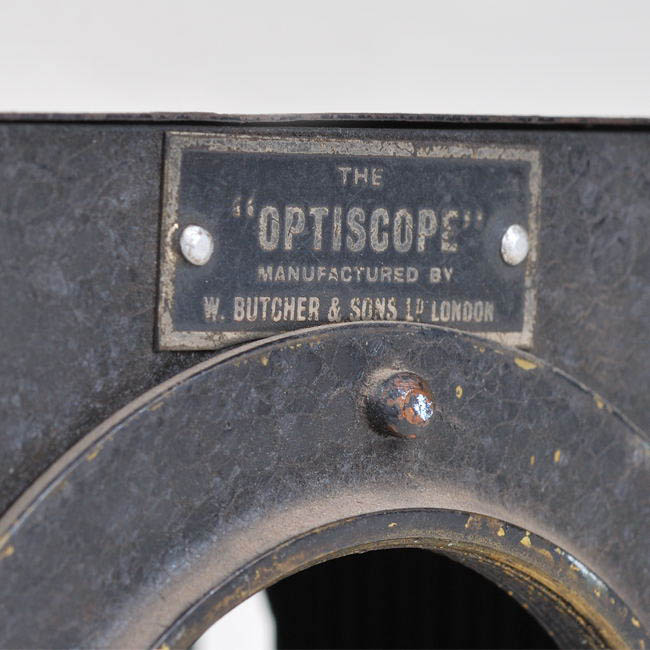 THE
"OPTISCOPE"
MANUFACTURED BY
W. BUTCHER & SONS LD LONDON